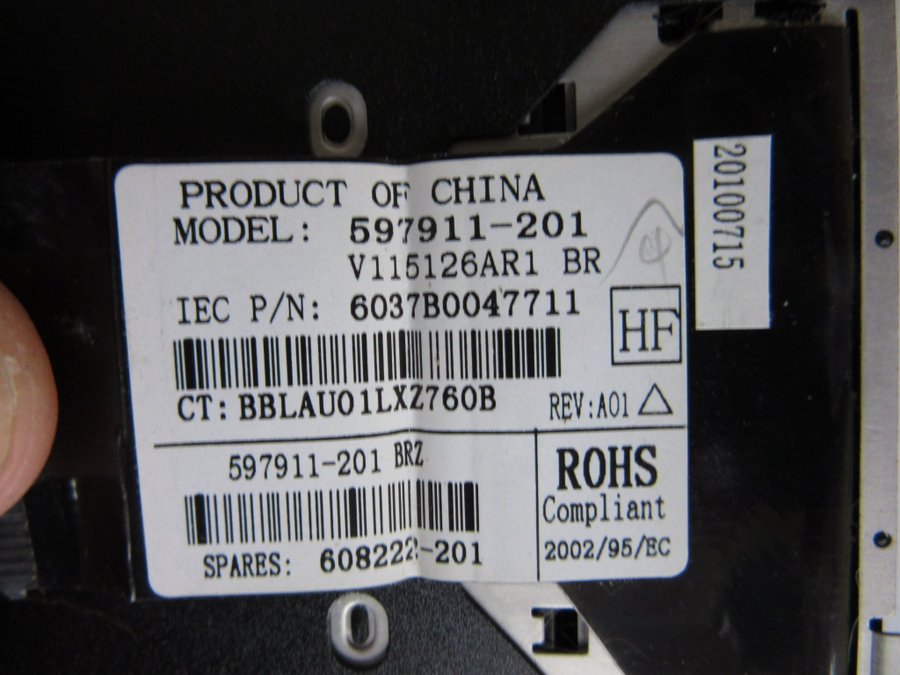 PRODUCT OF CHINA
MODEL: 597911-201
V115126AR1 BR
IEC P/N: 6037B0047711
HF
CT: BBLAU01LXZ760B
REV:A01
597911-201 BRZ
SPARES: 608222-201
ROHS
Compliant
2002/95/EC
20100715